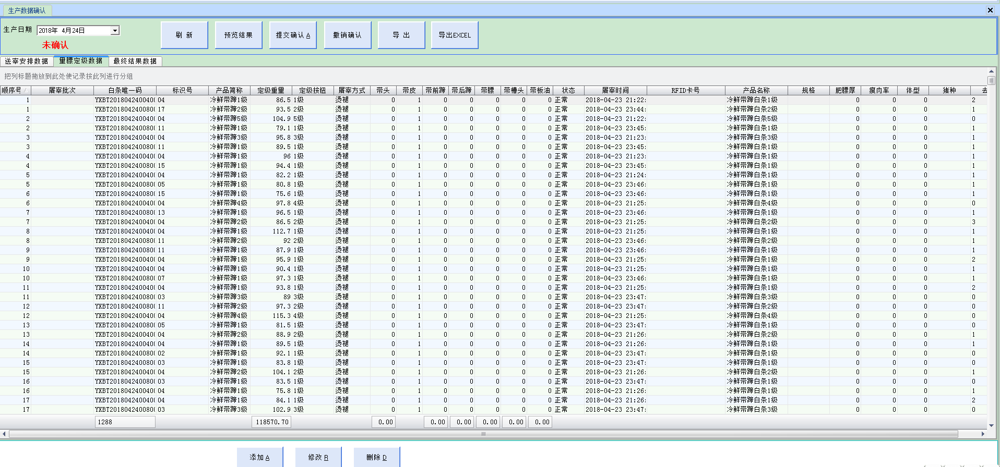 生产数据确认
生产日期 2018年 4月24日
未确认
刷 新 预览结果 提交确认 A 撤销确认 导 出 导出EXCEL
送宰安排数据 量膘定级数据 最终结果数据
把列标题拖放到此处使记录按此列进行分组
顺序号 屠宰批次 白条唯一码 标识号 产品简称 定级重量 定级按钮 屠宰方式 带头 带皮 带前蹄 带后蹄 带膘 带槽头 带板油 状态 屠宰时间 RFID卡号 产品名称 规格 肥膘厚 瘦肉率 体型 猪种 去
1 YXBT2018042400400 04 冷鲜带蹄1级 86.5 1级 烫褪 0 1 0 0 0 0 0 正常 2018-04-23 21:22: 冷鲜带蹄白条1级 0 0 0 2
1 YXBT2018042400800 17 冷鲜带蹄2级 93.5 2级 烫褪 0 1 0 0 0 0 0 正常 2018-04-23 23:44: 冷鲜带蹄白条2级 0 0 0 1
2 YXBT2018042400400 04 冷鲜带蹄5级 104.9 5级 烫褪 0 1 0 0 0 0 0 正常 2018-04-23 21:22: 冷鲜带蹄白条5级 0 0 0 0
2 YXBT2018042400800 11 冷鲜带蹄1级 79.1 1级 烫褪 0 1 0 0 0 0 0 正常 2018-04-23 23:45: 冷鲜带蹄白条1级 0 0 0 1
3 YXBT2018042400400 04 冷鲜带蹄3级 95.8 3级 烫褪 0 1 0 0 0 0 0 正常 2018-04-23 21:23: 冷鲜带蹄白条3级 0 0 0 1
3 YXBT2018042400800 11 冷鲜带蹄1级 89.5 1级 烫褪 0 1 0 0 0 0 0 正常 2018-04-23 23:45: 冷鲜带蹄白条1级 0 0 0 1
4 YXBT2018042400400 04 冷鲜带蹄1级 96 1级 烫褪 0 1 0 0 0 0 0 正常 2018-04-23 21:23: 冷鲜带蹄白条1级 0 0 0 1
4 YXBT2018042400800 15 冷鲜带蹄1级 94.4 1级 烫褪 0 1 0 0 0 0 0 正常 2018-04-23 23:45: 冷鲜带蹄白条1级 0 0 0 1
5 YXBT2018042400400 04 冷鲜带蹄1级 82.2 1级 烫褪 0 1 0 0 0 0 0 正常 2018-04-23 21:24: 冷鲜带蹄白条1级 0 0 0 1
5 YXBT2018042400800 05 冷鲜带蹄1级 80.8 1级 烫褪 0 1 0 0 0 0 0 正常 2018-04-23 23:46: 冷鲜带蹄白条1级 0 0 0 1
6 YXBT2018042400800 15 冷鲜带蹄1级 75.6 1级 烫褪 0 1 0 0 0 0 0 正常 2018-04-23 23:46: 冷鲜带蹄白条1级 0 0 0 1
6 YXBT2018042400400 04 冷鲜带蹄4级 97.8 4级 烫褪 0 1 0 0 0 0 0 正常 2018-04-23 21:25: 冷鲜带蹄白条4级 0 0 0 0
7 YXBT2018042400800 13 冷鲜带蹄1级 96.5 1级 烫褪 0 1 0 0 0 0 0 正常 2018-04-23 23:46: 冷鲜带蹄白条1级 0 0 0 1
7 YXBT2018042400400 04 冷鲜带蹄2级 86.5 2级 烫褪 0 1 0 0 0 0 0 正常 2018-04-23 21:25: 冷鲜带蹄白条2级 0 0 0 3
8 YXBT2018042400400 04 冷鲜带蹄1级 112.7 1级 烫褪 0 1 0 0 0 0 0 正常 2018-04-23 21:25: 冷鲜带蹄白条1级 0 0 0 1
8 YXBT2018042400800 11 冷鲜带蹄2级 92 2级 烫褪 0 1 0 0 0 0 0 正常 2018-04-23 23:46: 冷鲜带蹄白条2级 0 0 0 1
9 YXBT2018042400800 11 冷鲜带蹄1级 87.9 1级 烫褪 0 1 0 0 0 0 0 正常 2018-04-23 23:46: 冷鲜带蹄白条1级 0 0 0 1
9 YXBT2018042400400 04 冷鲜带蹄1级 95.9 1级 烫褪 0 1 0 0 0 0 0 正常 2018-04-23 21:25: 冷鲜带蹄白条1级 0 0 0 2
10 YXBT2018042400400 04 冷鲜带蹄1级 90.4 1级 烫褪 0 1 0 0 0 0 0 正常 2018-04-23 21:25: 冷鲜带蹄白条1级 0 0 0 1
10 YXBT2018042400800 07 冷鲜带蹄1级 97.3 1级 烫褪 0 1 0 0 0 0 0 正常 2018-04-23 23:46: 冷鲜带蹄白条1级 0 0 0 1
11 YXBT2018042400400 04 冷鲜带蹄1级 93.8 1级 烫褪 0 1 0 0 0 0 0 正常 2018-04-23 21:25: 冷鲜带蹄白条1级 0 0 0 2
11 YXBT2018042400800 03 冷鲜带蹄3级 89 3级 烫褪 0 1 0 0 0 0 0 正常 2018-04-23 23:47: 冷鲜带蹄白条3级 0 0 0 0
12 YXBT2018042400800 11 冷鲜带蹄2级 97.3 2级 烫褪 0 1 0 0 0 0 0 正常 2018-04-23 23:47: 冷鲜带蹄白条2级 0 0 0 0
12 YXBT2018042400400 04 冷鲜带蹄4级 115.3 4级 烫褪 0 1 0 0 0 0 0 正常 2018-04-23 21:25: 冷鲜带蹄白条4级 0 0 0 0
13 YXBT2018042400800 05 冷鲜带蹄1级 81.5 1级 烫褪 0 1 0 0 0 0 0 正常 2018-04-23 23:47: 冷鲜带蹄白条1级 0 0 0 0
13 YXBT2018042400400 04 冷鲜带蹄2级 88.9 2级 烫褪 0 1 0 0 0 0 0 正常 2018-04-23 21:26: 冷鲜带蹄白条2级 0 0 0 1
14 YXBT2018042400400 04 冷鲜带蹄1级 89.5 1级 烫褪 0 1 0 0 0 0 0 正常 2018-04-23 21:26: 冷鲜带蹄白条1级 0 0 0 1
14 YXBT2018042400800 02 冷鲜带蹄1级 92.1 1级 烫褪 0 1 0 0 0 0 0 正常 2018-04-23 23:47: 冷鲜带蹄白条1级 0 0 0 0
15 YXBT2018042400800 03 冷鲜带蹄1级 83.8 1级 烫褪 0 1 0 0 0 0 0 正常 2018-04-23 23:47: 冷鲜带蹄白条1级 0 0 0 0
15 YXBT2018042400400 04 冷鲜带蹄2级 104.1 2级 烫褪 0 1 0 0 0 0 0 正常 2018-04-23 21:26: 冷鲜带蹄白条2级 0 0 0 1
16 YXBT2018042400800 03 冷鲜带蹄1级 83.5 1级 烫褪 0 1 0 0 0 0 0 正常 2018-04-23 23:47: 冷鲜带蹄白条1级 0 0 0 0
16 YXBT2018042400400 04 冷鲜带蹄1级 75.8 1级 烫褪 0 1 0 0 0 0 0 正常 2018-04-23 21:26: 冷鲜带蹄白条1级 0 0 0 1
17 YXBT2018042400400 04 冷鲜带蹄1级 84.1 1级 烫褪 0 1 0 0 0 0 0 正常 2018-04-23 21:26: 冷鲜带蹄白条1级 0 0 0 2
17 YXBT2018042400800 03 冷鲜带蹄3级 102.9 3级 烫褪 0 1 0 0 0 0 0 正常 2018-04-23 23:47: 冷鲜带蹄白条3级 0 0 0 0
1288 118570.70 0.00 0.00 0.00 0.00 0.00 0.00
添加 A 修改 R 删除 D